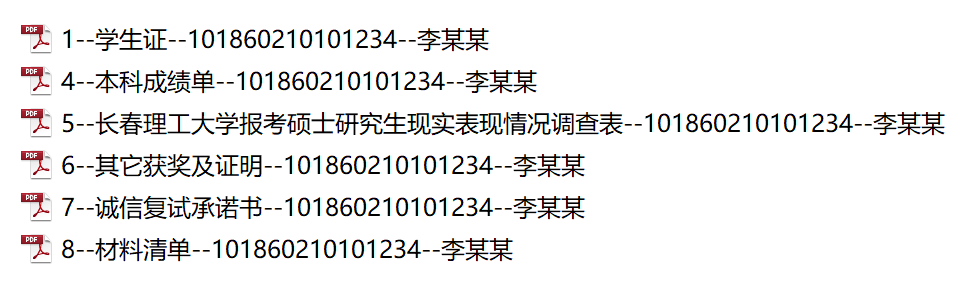 1--学生证--101860210101234--李某某
4--本科成绩单--101860210101234--李某某
5--长春理工大学报考硕士研究生现实表现情况调查表--101860210101234--李某某
6--其它获奖及证明--101860210101234--李某某
7--诚信复试承诺书--101860210101234--李某某
8--材料清单--101860210101234--李某某